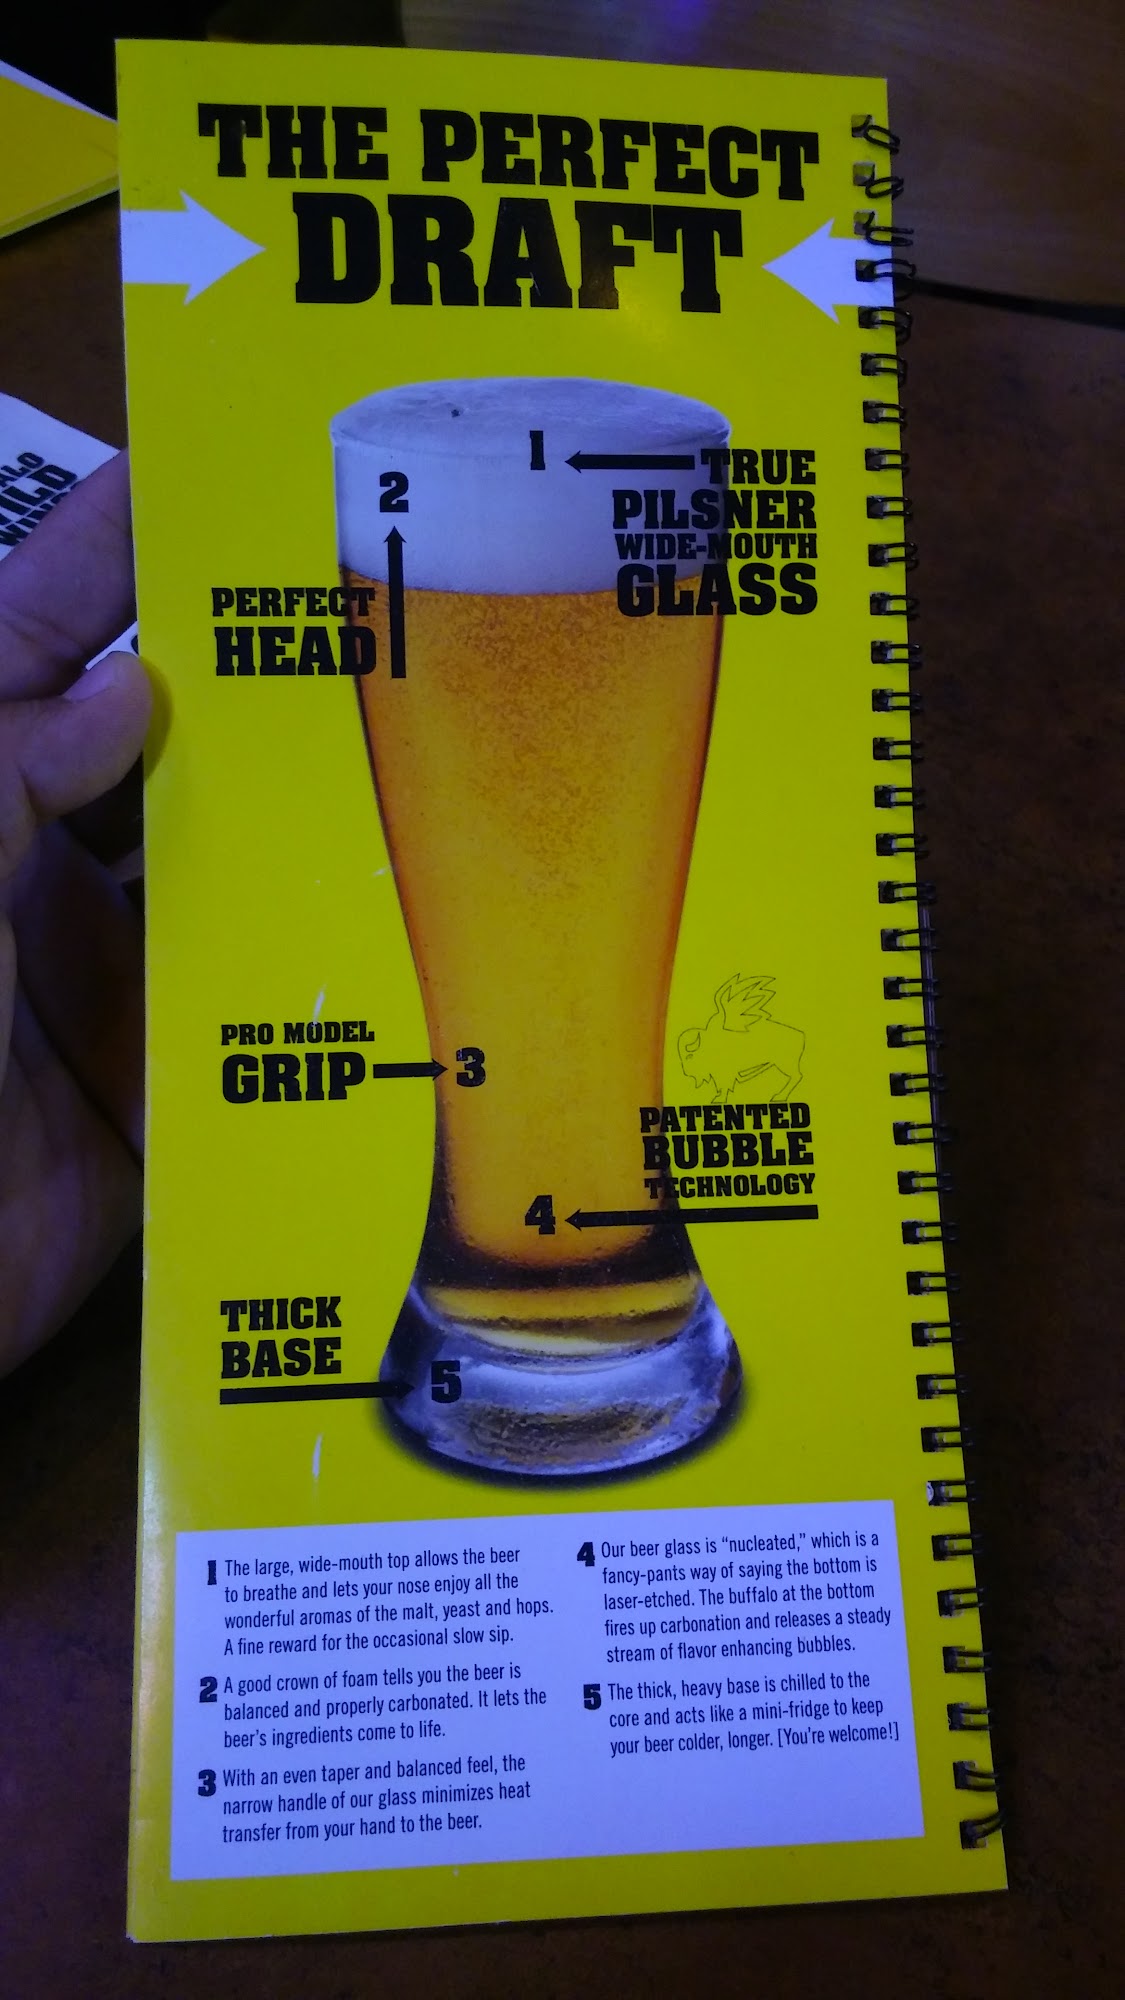 THE PERFECT
DRAFT
1
TRUE
PILSNER
WIDE-MOUTH
GLASS
2
PERFECT
HEAD
PRO MODEL
GRIP
3
PATENTED
BUBBLE
TECHNOLOGY
4
THICK
BASE
5
1 The large, wide-mouth top allows the beer
to breathe and lets your nose enjoy all the
wonderful aromas of the malt, yeast and hops.
A fine reward for the occasional slow sip.
2 A good crown of foam tells you the beer is
balanced and properly carbonated. It lets the
beer's ingredients come to life.
3 With an even taper and balanced feel, the
narrow handle of our glass minimizes heat
transfer from your hand to the beer.
4 Our beer glass is “nucleated,” which is a
fancy-pants way of saying the bottom is
laser-etched. The buffalo at the bottom
fires up carbonation and releases a steady
stream of flavor enhancing bubbles.
5 The thick, heavy base is chilled to the
core and acts like a mini-fridge to keep
your beer colder, longer. [You're welcome!]
ALO
WILD